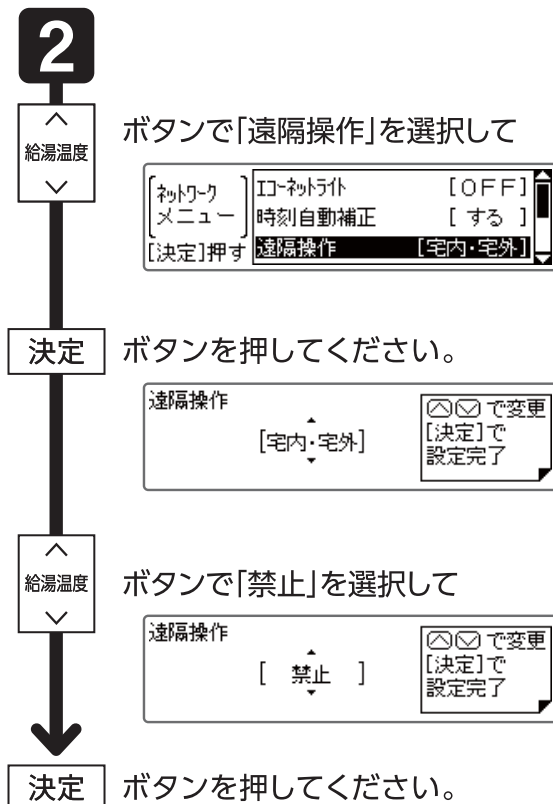 2
給湯温度
ボタンで「遠隔操作」を選択して
[ネットワークメニュー]
[決定]押す
エコーネットライト [OFF]
時刻自動補正 [する]
遠隔操作 [宅内・宅外]
決定 ボタンを押してください。
遠隔操作
[宅内・宅外]
で変更
[決定]で
設定完了
給湯温度
ボタンで「禁止」を選択して
遠隔操作
[ 禁止 ]
で変更
[決定]で
設定完了
決定 ボタンを押してください。